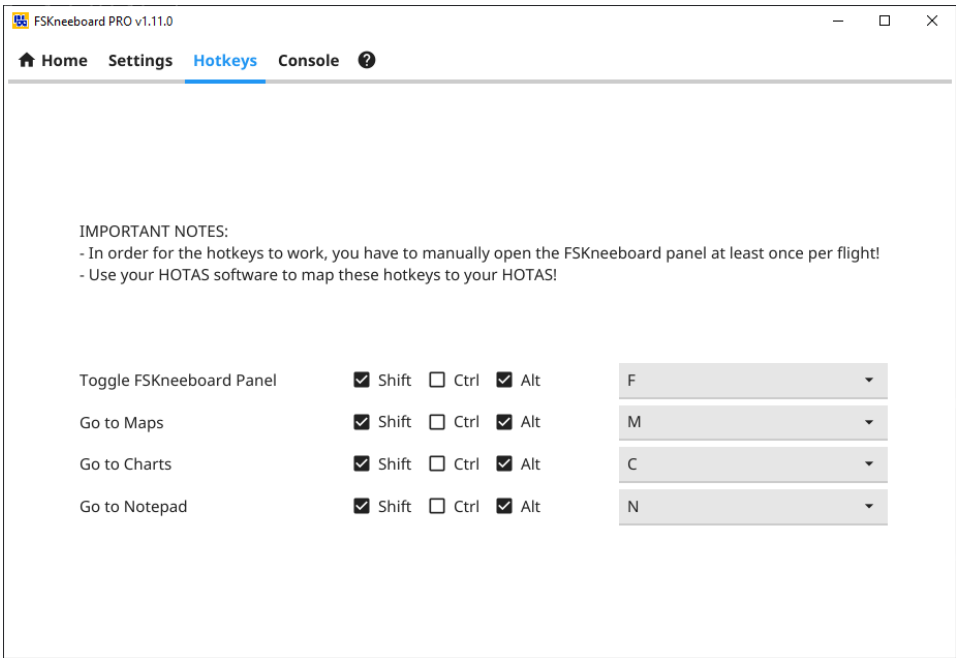 FSKneeboard PRO v1.11.0
Home Settings Hotkeys Console ?
IMPORTANT NOTES:
- In order for the hotkeys to work, you have to manually open the FSKneeboard panel at least once per flight!
- Use your HOTAS software to map these hotkeys to your HOTAS!
Toggle FSKneeboard Panel Shift Ctrl Alt F
Go to Maps Shift Ctrl Alt M
Go to Charts Shift Ctrl Alt C
Go to Notepad Shift Ctrl Alt N